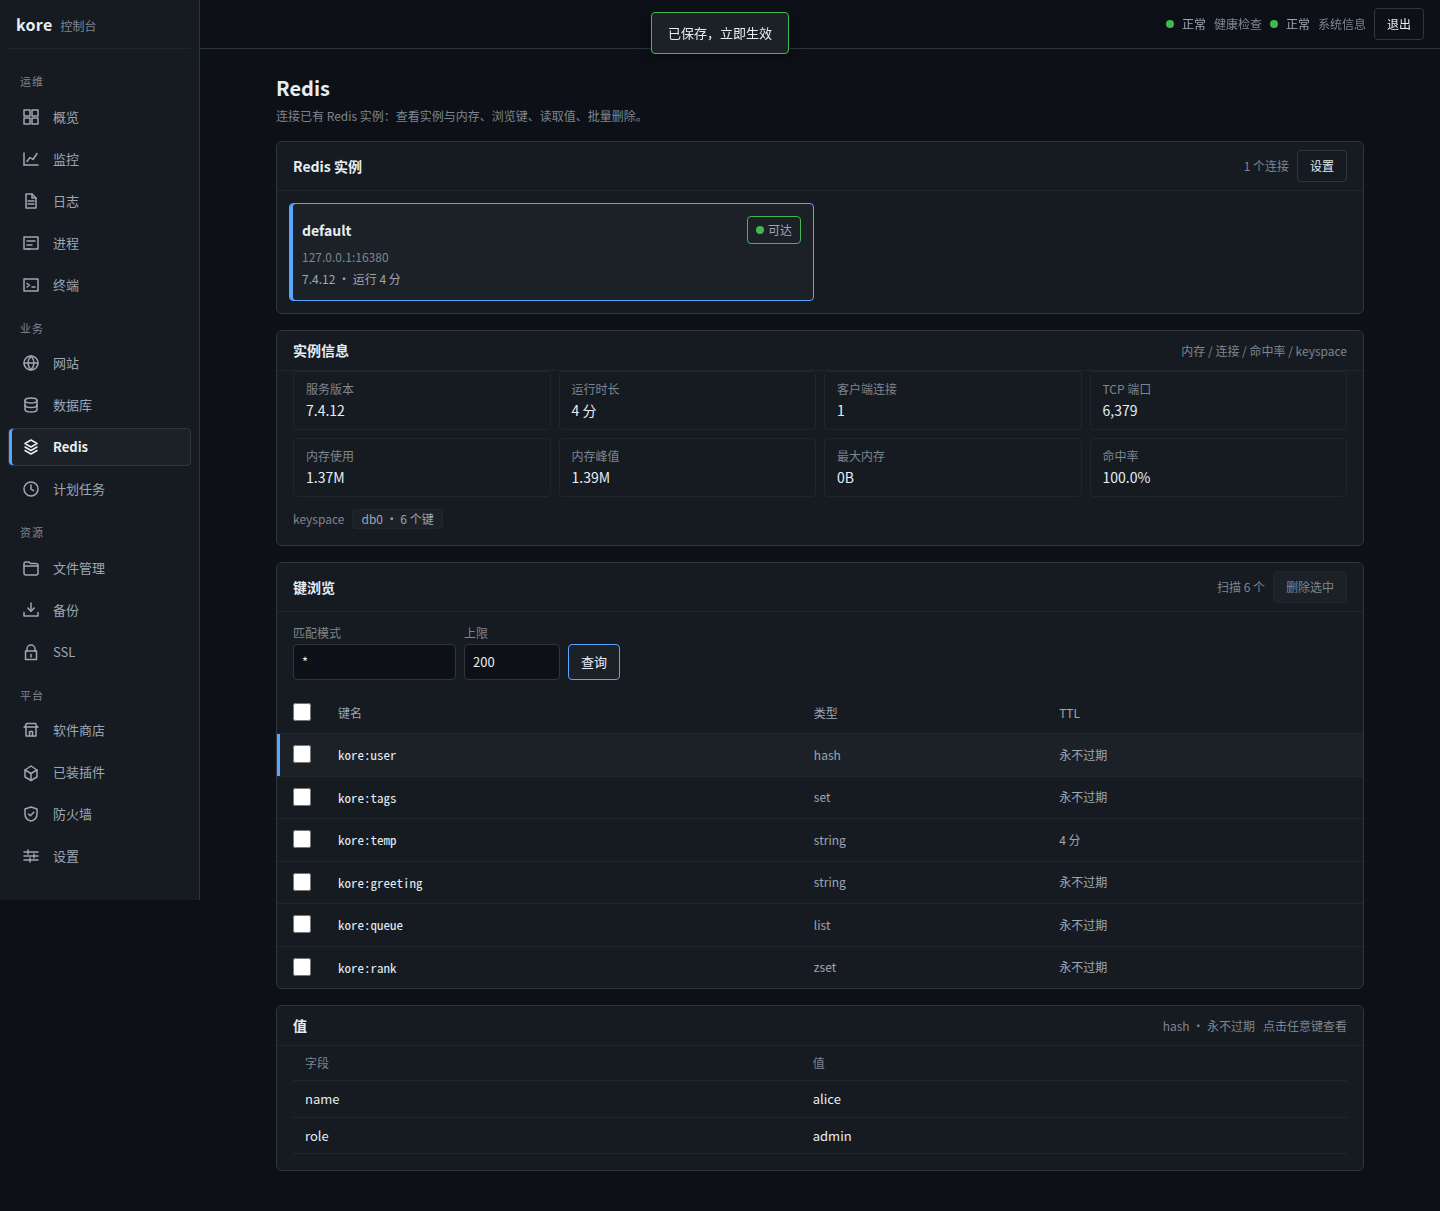 kore 控制台
已保存，立即生效
正常 健康检查 正常 系统信息 退出
运维
概览
监控
日志
进程
终端
业务
网站
数据库
Redis
计划任务
资源
文件管理
备份
SSL
平台
软件商店
已装插件
防火墙
设置
Redis
连接已有 Redis 实例：查看实例与内存、浏览键、读取值、批量删除。
Redis 实例 1 个连接 设置
default 可达
127.0.0.1:16380
7.4.12 · 运行 4 分
实例信息 内存 / 连接 / 命中率 / keyspace
服务版本 运行时长 客户端连接 TCP 端口
7.4.12 4 分 1 6,379
内存使用 内存峰值 最大内存 命中率
1.37M 1.39M 0B 100.0%
keyspace db0 · 6 个键
键浏览 扫描 6 个 删除选中
匹配模式 上限
* 200 查询
键名 类型 TTL
kore:user hash 永不过期
kore:tags set 永不过期
kore:temp string 4 分
kore:greeting string 永不过期
kore:queue list 永不过期
kore:rank zset 永不过期
值 hash · 永不过期 点击任意键查看
字段 值
name alice
role admin